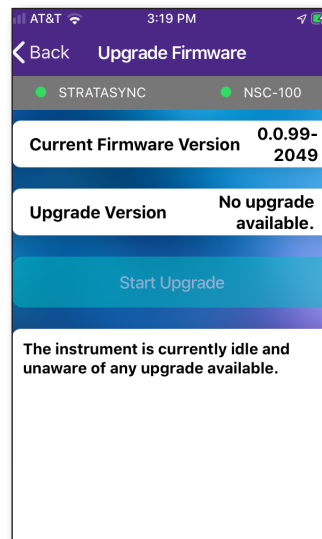 AT&T 3:19 PM
Back Upgrade Firmware
STRATASYNC NSC-100
Current Firmware Version 0.0.99-
2049
Upgrade Version No upgrade
available.
Start Upgrade
The instrument is currently idle and
unaware of any upgrade available.